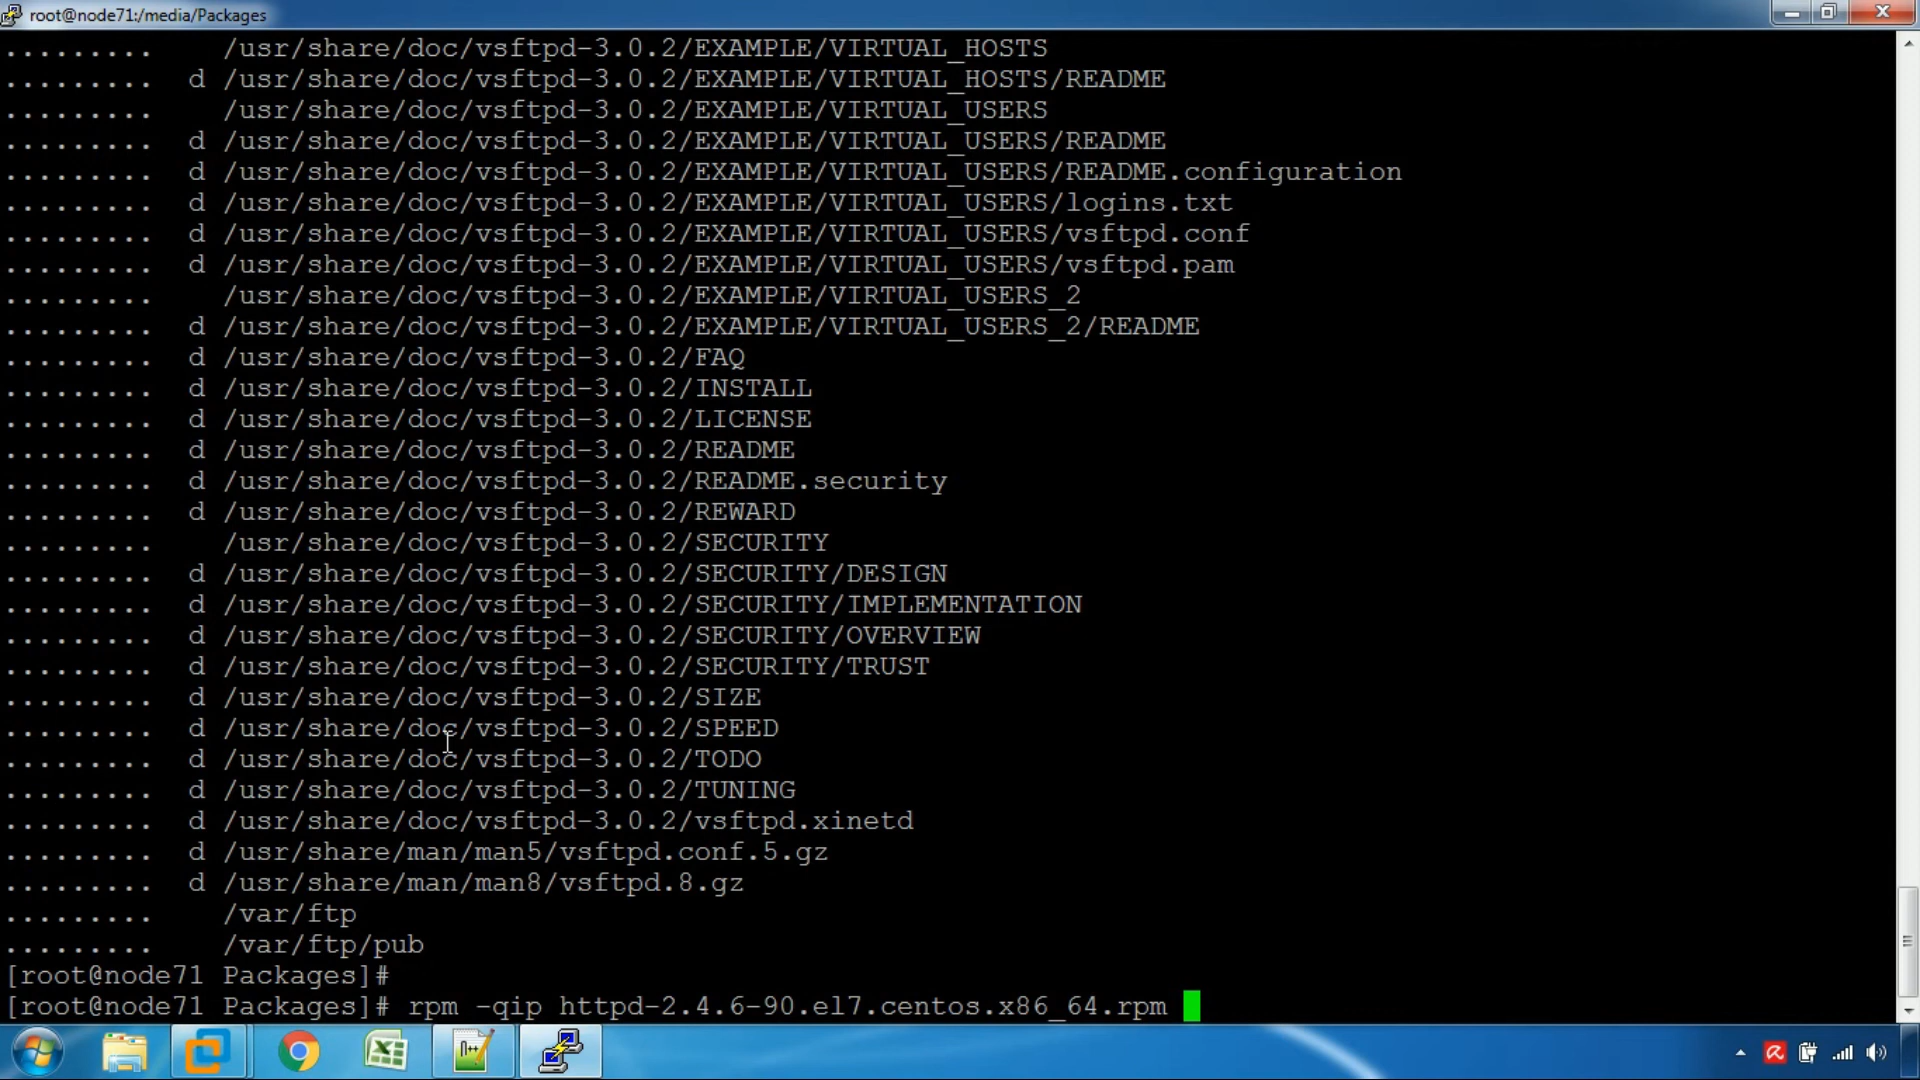 root@node71:/media/Packages
.........    /usr/share/doc/vsftpd-3.0.2/EXAMPLE/VIRTUAL_HOSTS
.........  d /usr/share/doc/vsftpd-3.0.2/EXAMPLE/VIRTUAL_HOSTS/README
.........    /usr/share/doc/vsftpd-3.0.2/EXAMPLE/VIRTUAL_USERS
.........  d /usr/share/doc/vsftpd-3.0.2/EXAMPLE/VIRTUAL_USERS/README
.........  d /usr/share/doc/vsftpd-3.0.2/EXAMPLE/VIRTUAL_USERS/README.configuration
.........  d /usr/share/doc/vsftpd-3.0.2/EXAMPLE/VIRTUAL_USERS/logins.txt
.........  d /usr/share/doc/vsftpd-3.0.2/EXAMPLE/VIRTUAL_USERS/vsftpd.conf
.........  d /usr/share/doc/vsftpd-3.0.2/EXAMPLE/VIRTUAL_USERS/vsftpd.pam
.........    /usr/share/doc/vsftpd-3.0.2/EXAMPLE/VIRTUAL_USERS_2
.........  d /usr/share/doc/vsftpd-3.0.2/EXAMPLE/VIRTUAL_USERS_2/README
.........  d /usr/share/doc/vsftpd-3.0.2/FAQ
.........  d /usr/share/doc/vsftpd-3.0.2/INSTALL
.........  d /usr/share/doc/vsftpd-3.0.2/LICENSE
.........  d /usr/share/doc/vsftpd-3.0.2/README
.........  d /usr/share/doc/vsftpd-3.0.2/README.security
.........  d /usr/share/doc/vsftpd-3.0.2/REWARD
.........    /usr/share/doc/vsftpd-3.0.2/SECURITY
.........  d /usr/share/doc/vsftpd-3.0.2/SECURITY/DESIGN
.........  d /usr/share/doc/vsftpd-3.0.2/SECURITY/IMPLEMENTATION
.........  d /usr/share/doc/vsftpd-3.0.2/SECURITY/OVERVIEW
.........  d /usr/share/doc/vsftpd-3.0.2/SECURITY/TRUST
.........  d /usr/share/doc/vsftpd-3.0.2/SIZE
.........  d /usr/share/doc/vsftpd-3.0.2/SPEED
.........  d /usr/share/doc/vsftpd-3.0.2/TODO
.........  d /usr/share/doc/vsftpd-3.0.2/TUNING
.........  d /usr/share/doc/vsftpd-3.0.2/vsftpd.xinetd
.........  d /usr/share/man/man5/vsftpd.conf.5.gz
.........  d /usr/share/man/man8/vsftpd.8.gz
.........    /var/ftp
.........    /var/ftp/pub
[root@node71 Packages]#
[root@node71 Packages]# rpm -qip httpd-2.4.6-90.el7.centos.x86_64.rpm